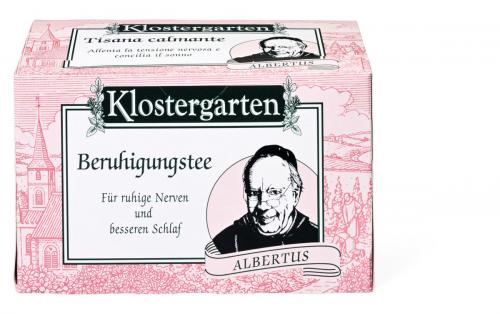 Klostergarten
Tisana calmante
Allenta la tensione nervosa e
concilia il sonno
ALBERTUS
Klostergarten
Beruhigungstee
Für ruhige Nerven
und
besseren Schlaf
ALBERTUS